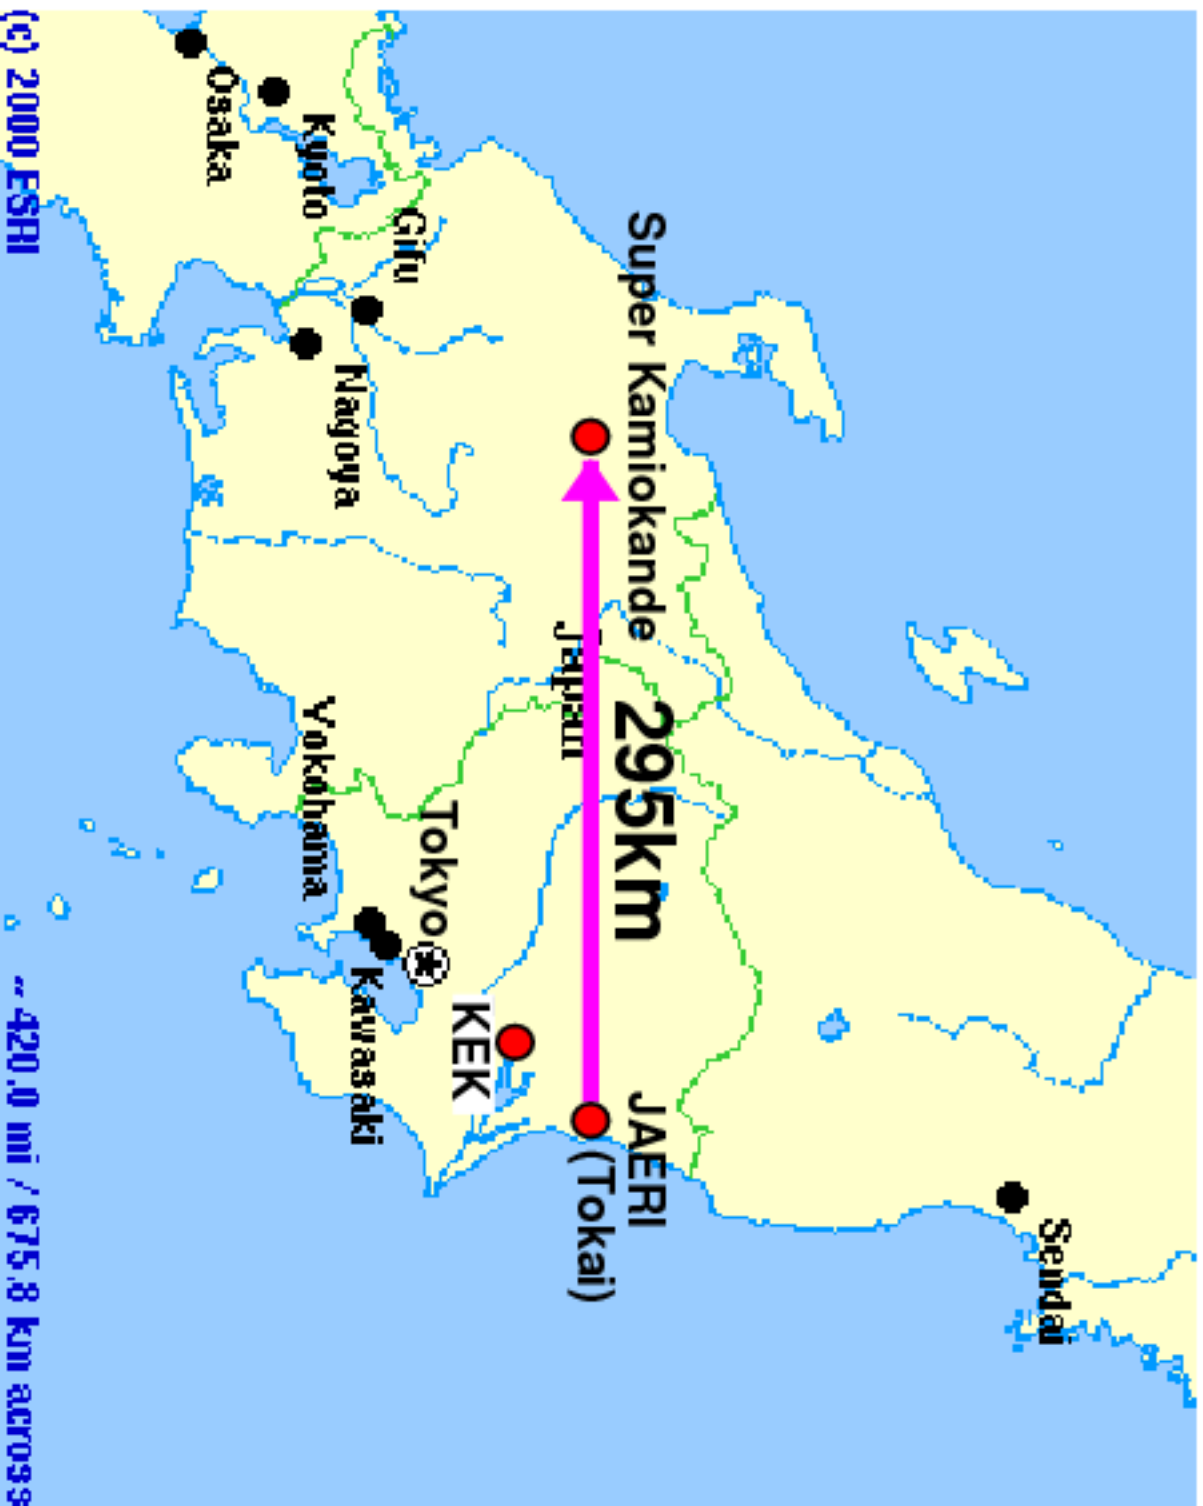 Super Kamiokande
295km
JAERI
(Tokai)
Sendai
Japan
Gifu
Kyoto
Osaka
Nagoya
Tokyo
KEK
Yokohama
Kawasaki
(c) 2000 ESRI
~ 420.0 mi / 675.8 km across